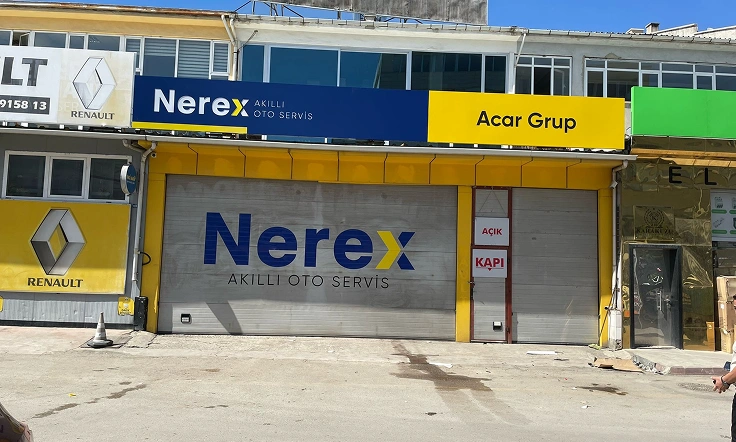 LT
9158 13
RENAULT
Nerex AKILLI
OTO SERVİS
Acar Grup
RENAULT
Nerex
AKILLI OTO SERVİS
AÇIK
KAPI
E L